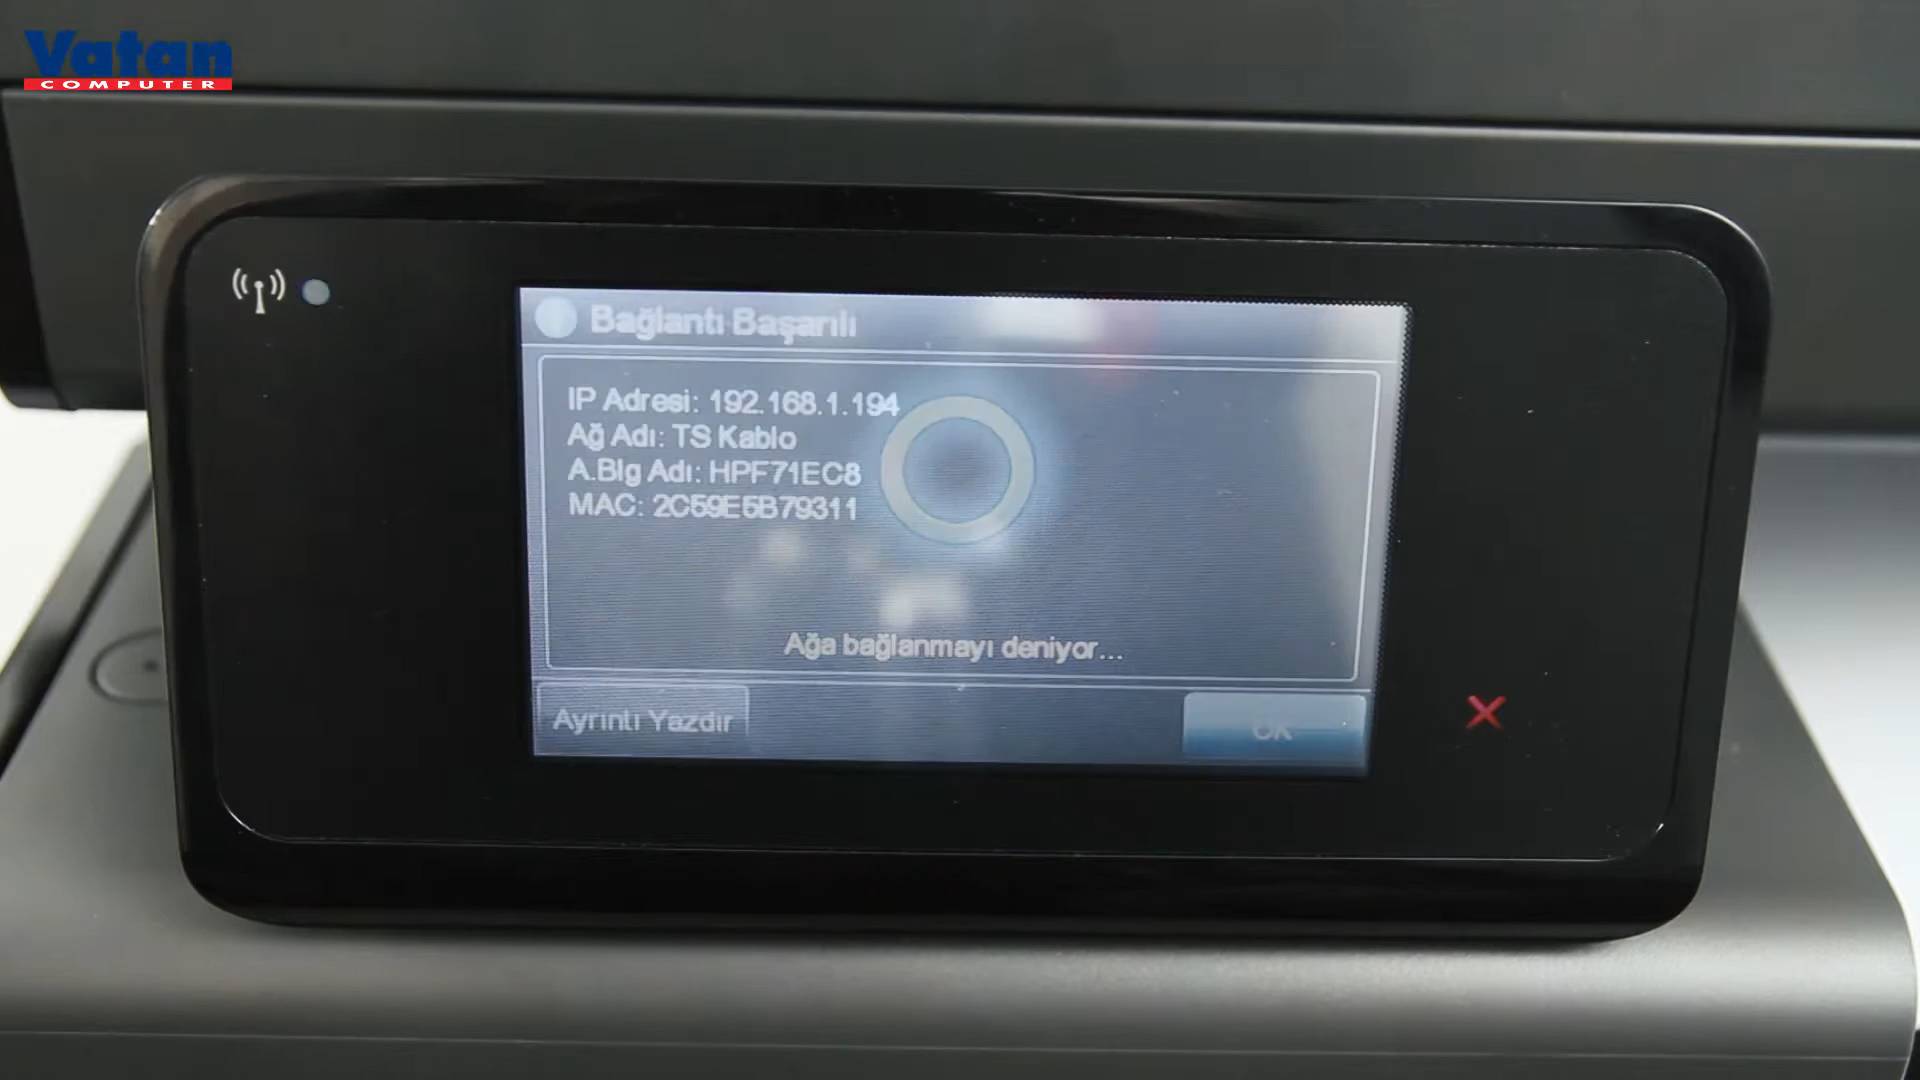 Vatan
COMPUTER
Bağlantı Başarılı
IP Adresi: 192.168.1.194
Ağ Adı: TS Kablo
A.Blg Adı: HPF71EC8
MAC: 2C59E5B79311
Ağa bağlanmayı deniyor...
Ayrıntı Yazdır
OK